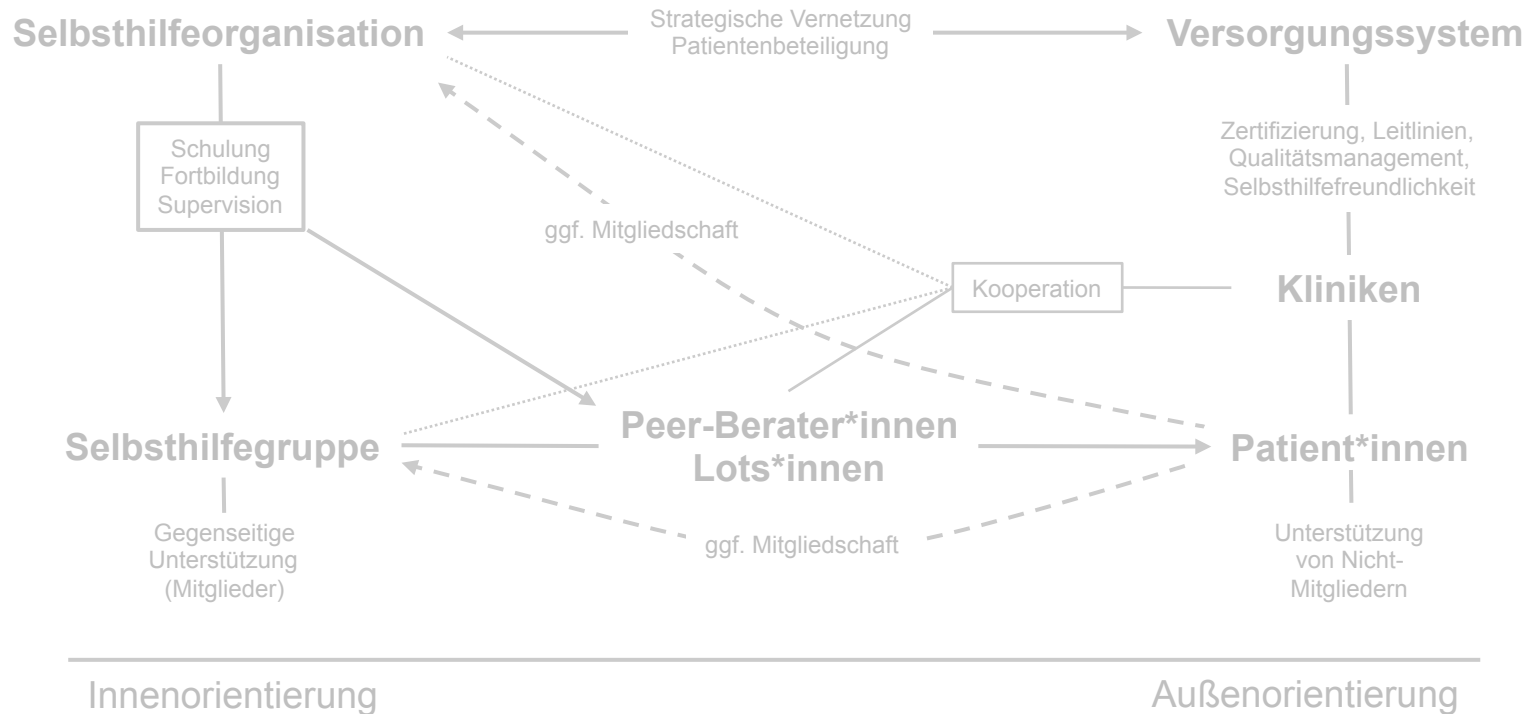 Selbsthilfeorganisation
Strategische Vernetzung
Patientenbeteiligung
Versorgungssystem
Schulung
Fortbildung
Supervision
Zertifizierung, Leitlinien,
Qualitätsmanagement,
Selbsthilfefreundlichkeit
ggf. Mitgliedschaft
Kooperation
Kliniken
Selbsthilfegruppe
Peer-Berater*innen
Lots*innen
Patient*innen
Gegenseitige
Unterstützung
(Mitglieder)
ggf. Mitgliedschaft
Unterstützung
von Nicht-
Mitgliedern
Innenorientierung
Außenorientierung